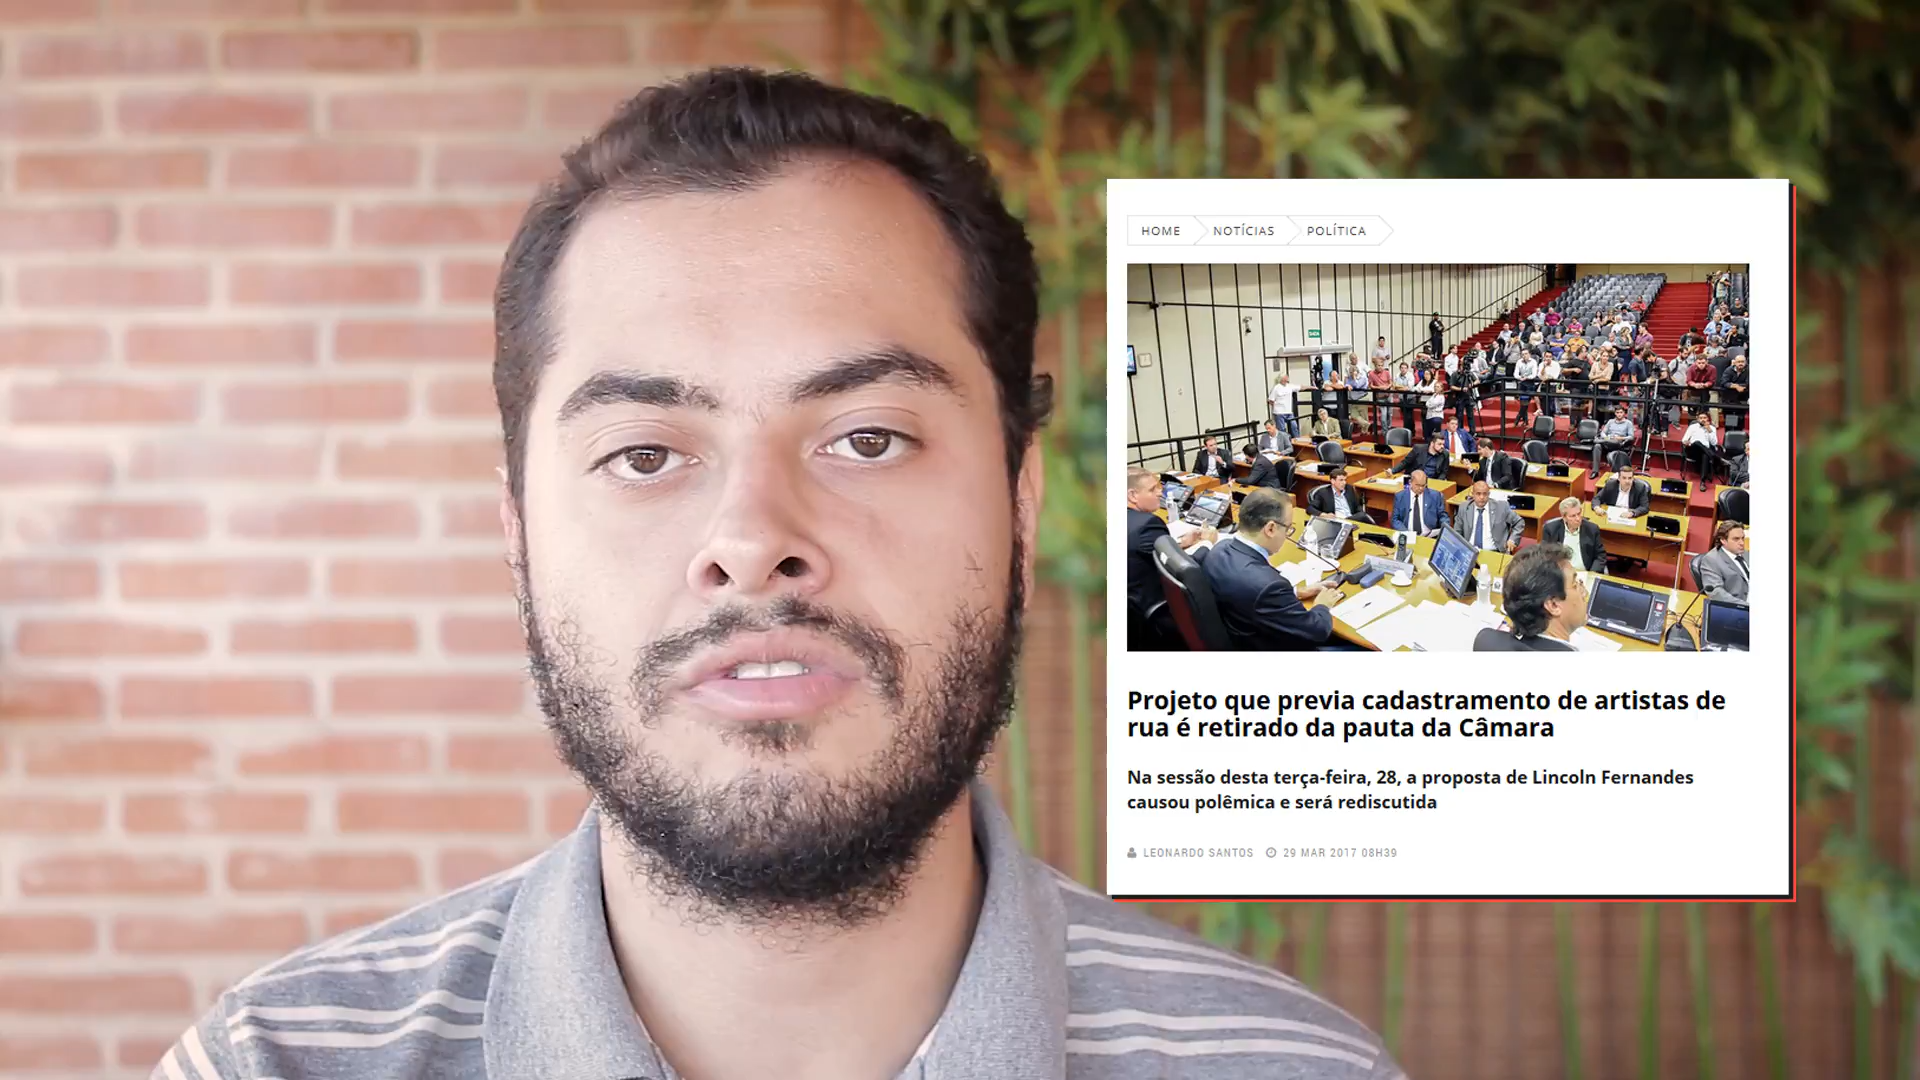 HOME NOTÍCIAS POLÍTICA
Projeto que previa cadastramento de artistas de
rua é retirado da pauta da Câmara
Na sessão desta terça-feira, 28, a proposta de Lincoln Fernandes
causou polêmica e será rediscutida
LEONARDO SANTOS 29 MAR 2017 08H39